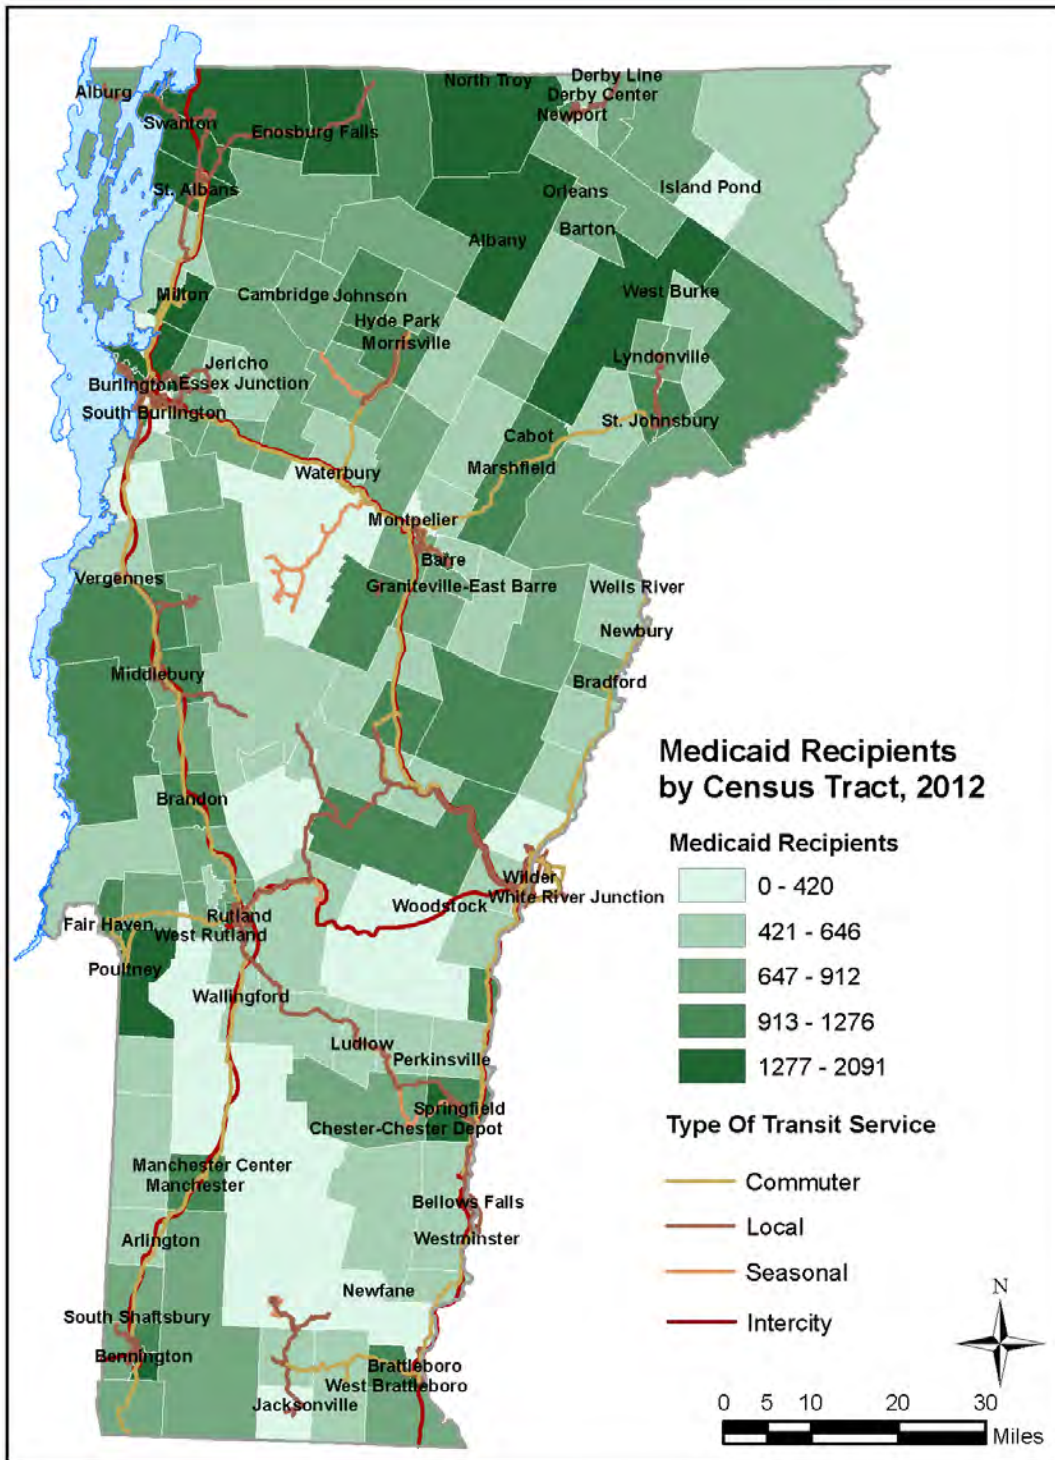 North Troy
Derby Line
Derby Center
Newport
Alburg
Swanton
Enosburg Falls
St. Albans
Orleans
Island Pond
Barton
Albany
Milton
Cambridge
Johnson
West Burke
Hyde Park
Morrisville
Jericho
Lyndonville
Burlington
Essex Junction
South Burlington
St. Johnsbury
Cabot
Marshfield
Waterbury
Montpelier
Barre
Vergennes
Graniteville-East Barre
Wells River
Newbury
Middlebury
Bradford
Brandon
Wilder
White River Junction
Woodstock
Rutland
Fair Haven
West Rutland
Poultney
Wallingford
Ludlow
Perkinsville
Springfield
Chester-Chester Depot
Manchester Center
Manchester
Bellows Falls
Arlington
Westminster
Newfane
South Shaftsbury
Bennington
Brattleboro
West Brattleboro
Jacksonville
Medicaid Recipients
by Census Tract, 2012
Medicaid Recipients
0 - 420
421 - 646
647 - 912
913 - 1276
1277 - 2091
Type Of Transit Service
Commuter
Local
Seasonal
Intercity
N
0 5 10 20 30
Miles